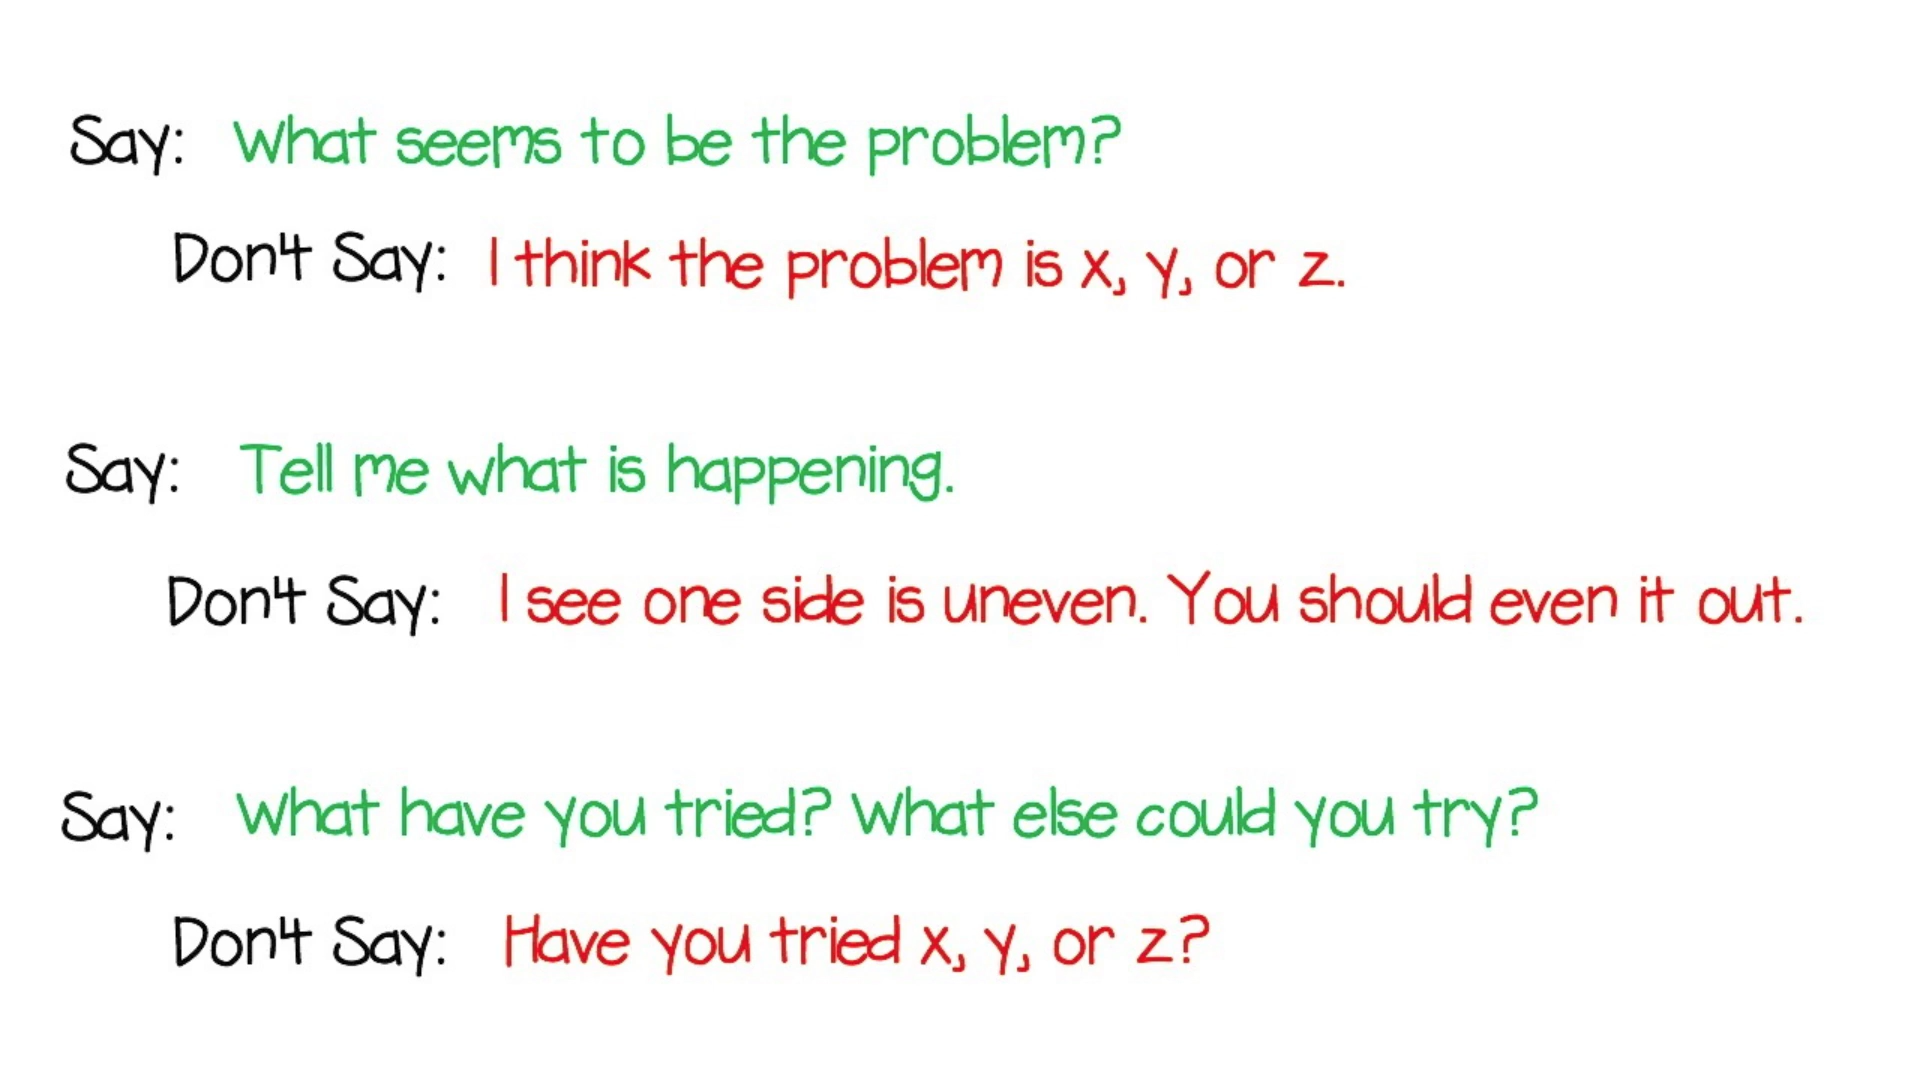 Say: What seems to be the problem?
Don't Say: I think the problem is x, y, or z.
Say: Tell me what is happening.
Don't Say: I see one side is uneven. You should even it out.
Say: What have you tried? What else could you try?
Don't Say: Have you tried x, y, or z?